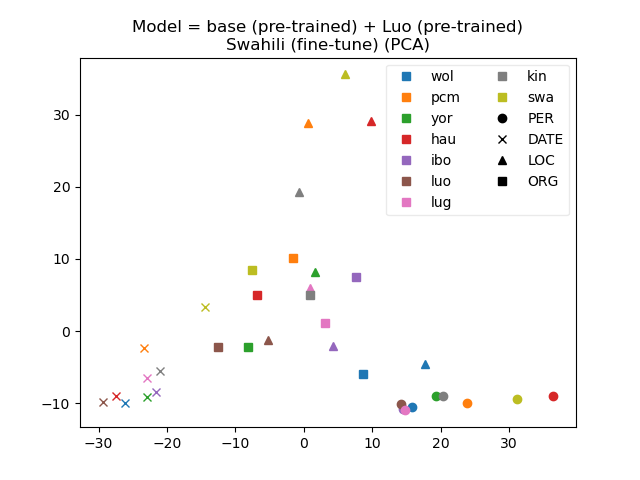 Model = base (pre-trained) + Luo (pre-trained)
Swahili (fine-tune) (PCA)
wol
pcm
yor
hau
ibo
luo
lug
kin
swa
PER
DATE
LOC
ORG
30
20
10
0
−10
−30
−20
−10
0
10
20
30